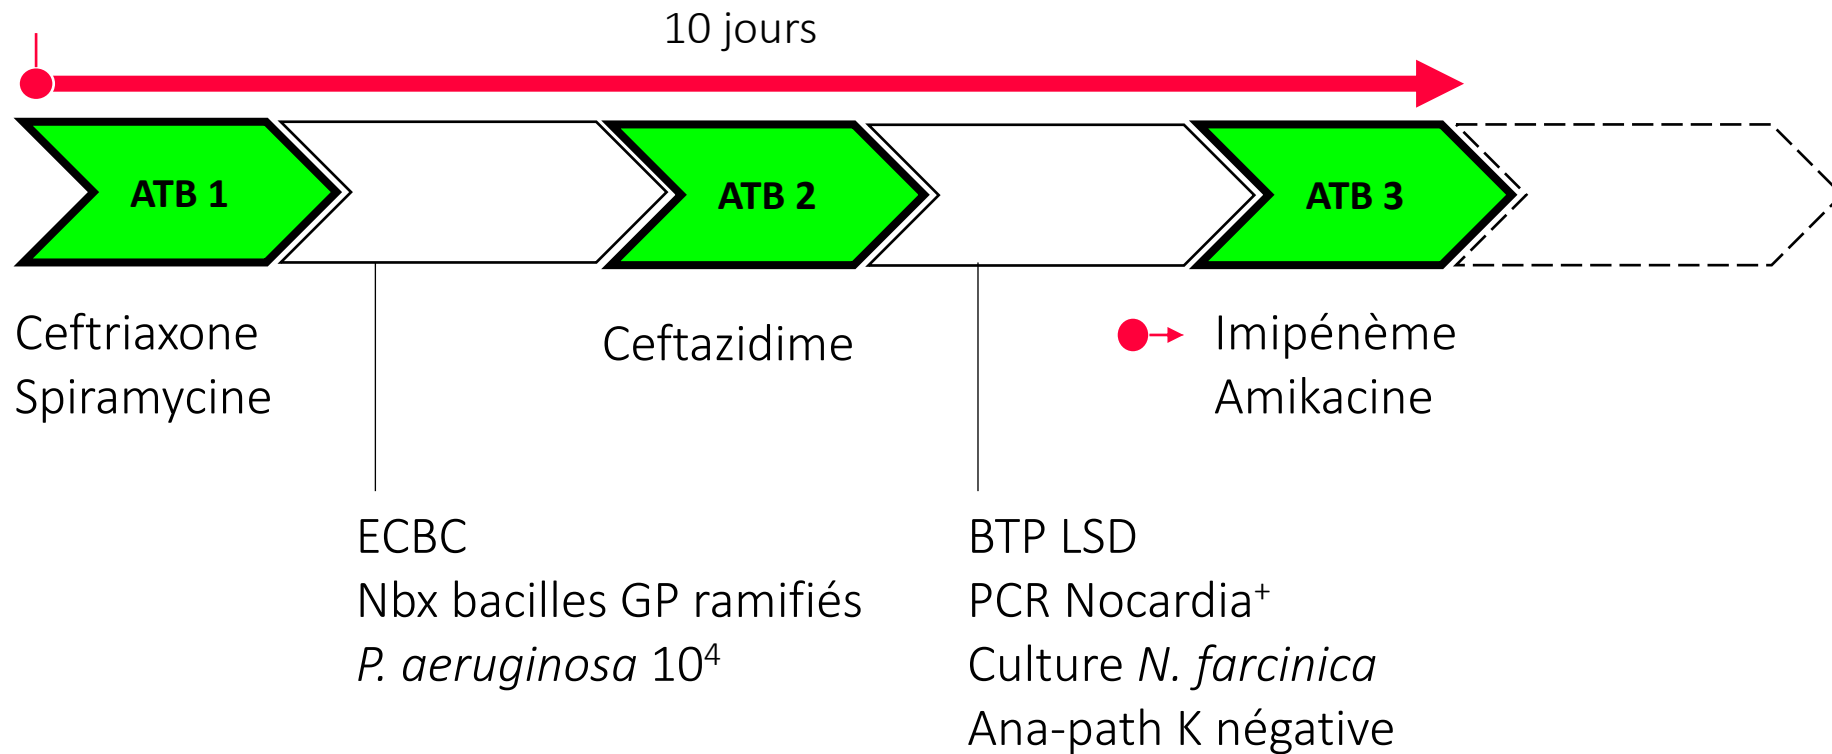 10 jours
ATB 1
ATB 2
ATB 3
Ceftriaxone
Spiramycine
Ceftazidime
Imipénème
Amikacine
ECBC
Nbx bacilles GP ramifiés
P. aeruginosa 10⁴
BTP LSD
PCR Nocardia⁺
Culture N. farcinica
Ana-path K négative